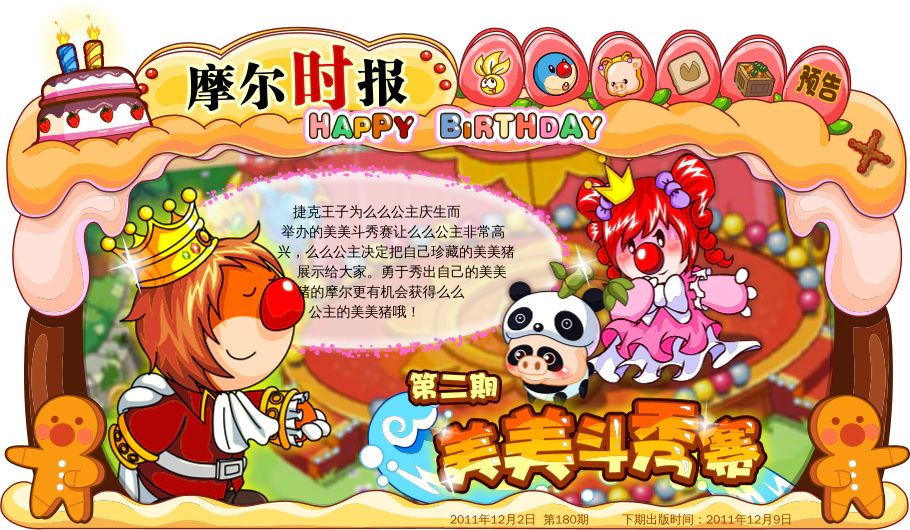 摩尔时报
HAPPY BIRTHDAY
预告
捷克王子为么么公主庆生而
举办的美美斗秀赛让么么公主非常高
兴，么么公主决定把自己珍藏的美美猪
展示给大家。勇于秀出自己的美美
猪的摩尔更有机会获得么么
公主的美美猪哦！
第二期
美美斗秀赛
2011年12月2日 第180期 下期出版时间：2011年12月9日